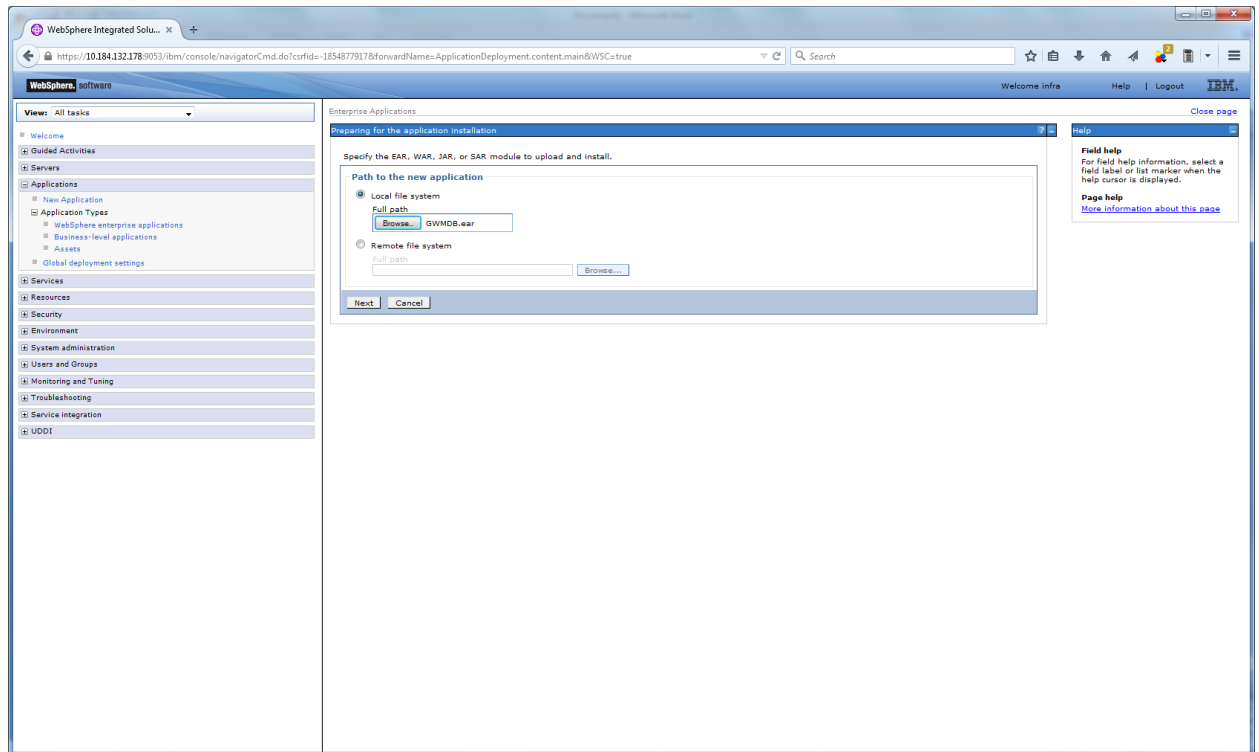 WebSphere Integrated Solu... × +
https://10.184.132.178:9053/ibm/console/navigatorCmd.do?csrfid=-1854877917&forwardName=ApplicationDeployment.content.main&WSC=true
Search
2
WebSphere. software
Welcome infra
Help | Logout
IBM.
View: All tasks
Welcome
Guided Activities
Servers
Applications
New Application
Application Types
WebSphere enterprise applications
Business-level applications
Assets
Global deployment settings
Services
Resources
Security
Environment
System administration
Users and Groups
Monitoring and Tuning
Troubleshooting
Service integration
UDDI
Enterprise Applications
Close page
Preparing for the application installation
?
Specify the EAR, WAR, JAR, or SAR module to upload and install.
Path to the new application
Local file system
Full path
Browse.. GWMDB.ear
Remote file system
Full path
Browse...
Next Cancel
Help
Field help
For field help information, select a
field label or list marker when the
help cursor is displayed.
Page help
More information about this page